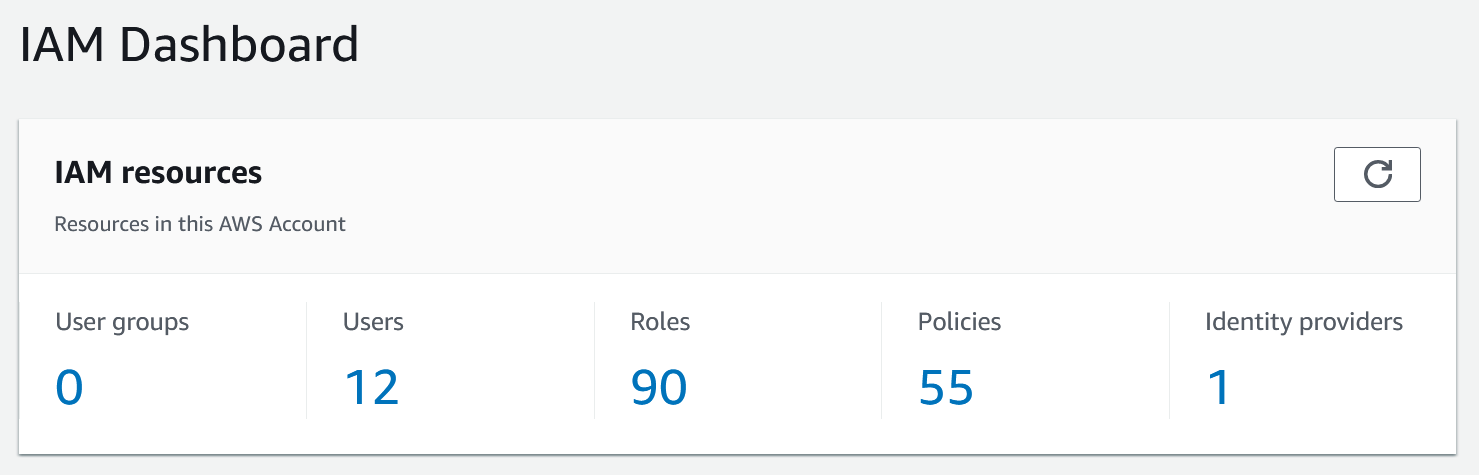 IAM Dashboard
IAM resources
Resources in this AWS Account
User groups
0
Users
12
Roles
90
Policies
55
Identity providers
1